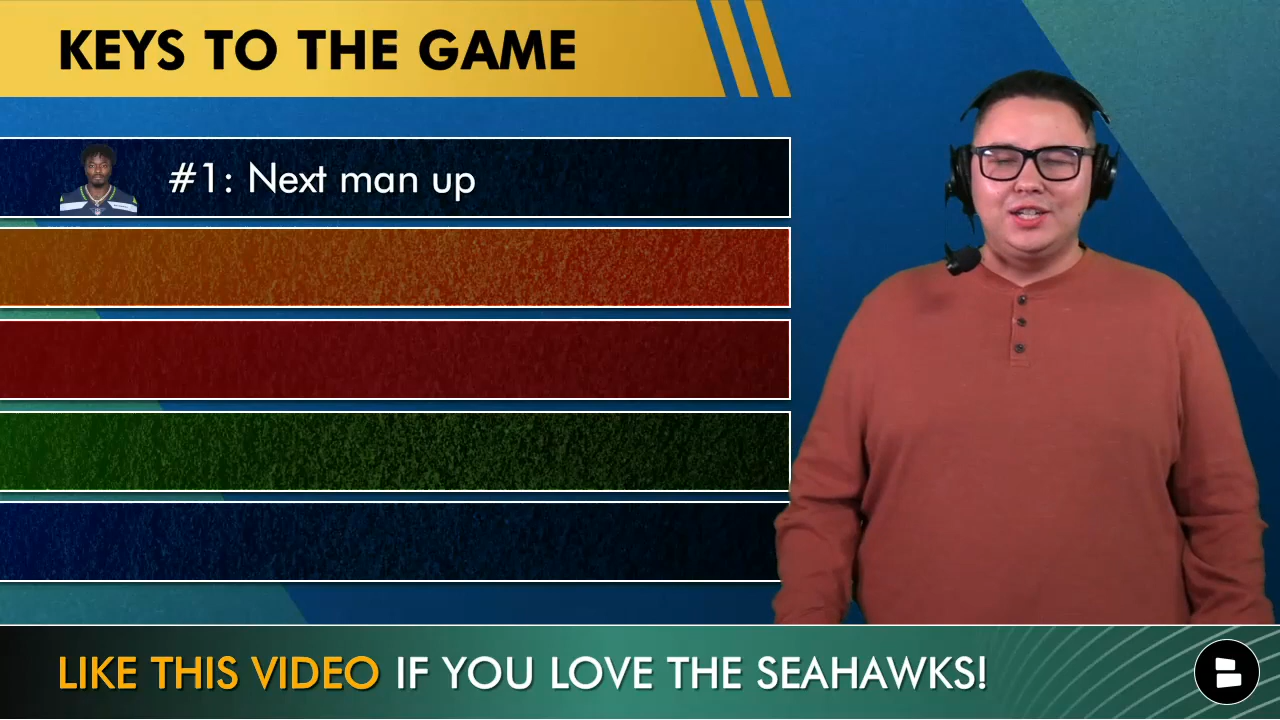 KEYS TO THE GAME
#1: Next man up
LIKE THIS VIDEO IF YOU LOVE THE SEAHAWKS!